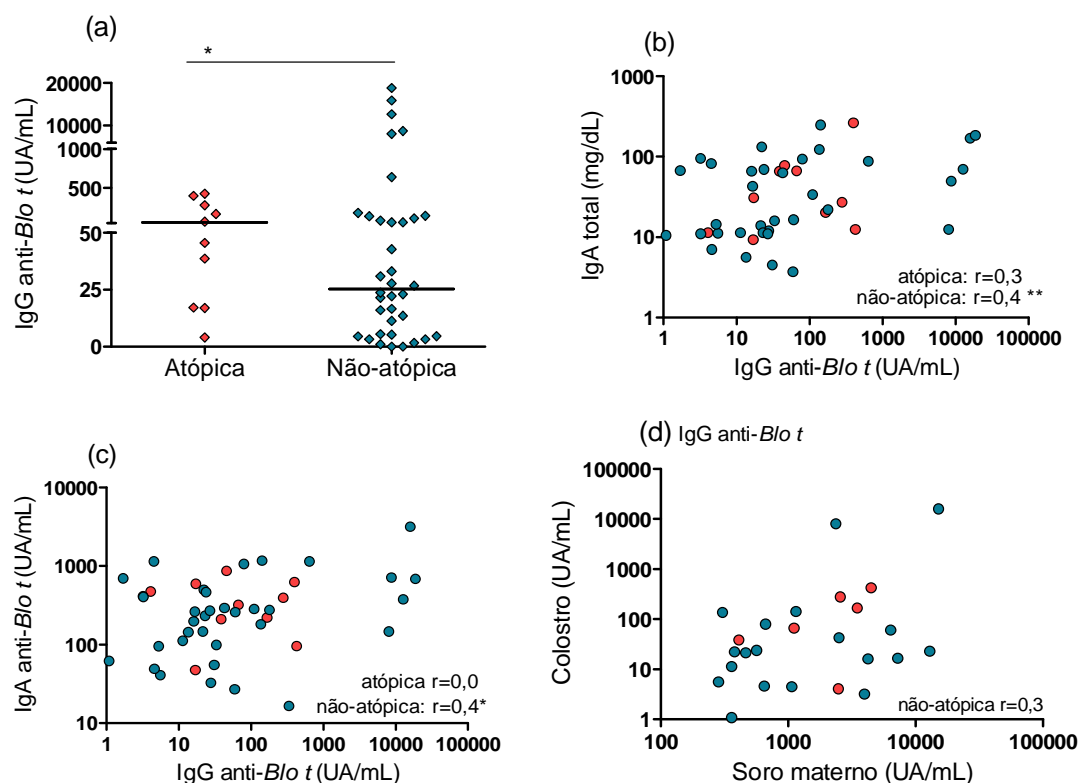 (a)
*
20000
10000
1000
500
50
25
0
IgG anti-Blo t (UA/mL)
Atópica
Não-atópica
(b)
1000
100
10
1
IgA total (mg/dL)
atópica: r=0,3
não-atópica: r=0,4 **
1
10
100
1000
10000
100000
IgG anti-Blo t (UA/mL)
(c)
10000
1000
100
10
IgA anti-Blo t (UA/mL)
atópica r=0,0
não-atópica: r=0,4*
1
10
100
1000
10000
100000
IgG anti-Blo t (UA/mL)
(d) IgG anti-Blo t
100000
10000
1000
100
10
1
Colostro (UA/mL)
não-atópica r=0,3
100
1000
10000
100000
Soro materno (UA/mL)